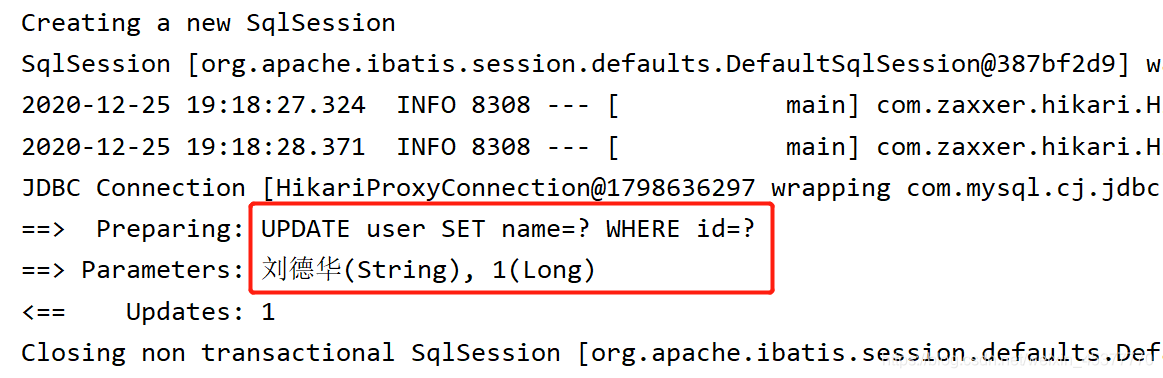 Creating a new SqlSession
SqlSession [org.apache.ibatis.session.defaults.DefaultSqlSession@387bf2d9] w
2020-12-25 19:18:27.324  INFO 8308 --- [           main] com.zaxxer.hikari.H
2020-12-25 19:18:28.371  INFO 8308 --- [           main] com.zaxxer.hikari.H
JDBC Connection [HikariProxyConnection@1798636297 wrapping com.mysql.cj.jdbc
==>  Preparing: UPDATE user SET name=? WHERE id=?
==> Parameters: 刘德华(String), 1(Long)
<==    Updates: 1
Closing non transactional SqlSession [org.apache.ibatis.session.defaults.Def